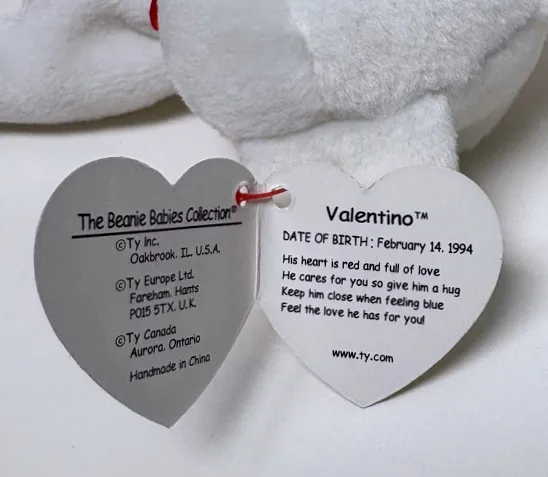 The Beanie Babies Collection®
©Ty Inc.
Oakbrook, IL. U.S.A.
©Ty Europe Ltd.
Fareham, Hants
PO15 5TX, U.K.
©Ty Canada
Aurora, Ontario
Handmade in China
Valentino™
DATE OF BIRTH : February 14, 1994
His heart is red and full of love
He cares for you so give him a hug
Keep him close when feeling blue
Feel the love he has for you!
www.ty.com